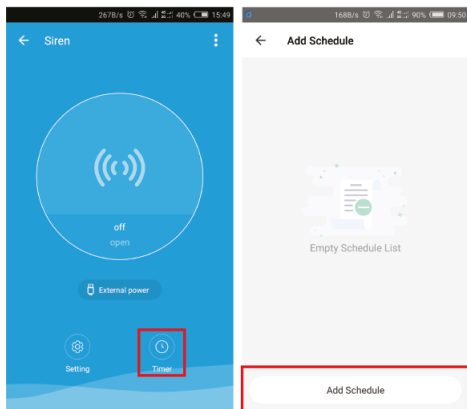 267B/s 40% 15:49
← Siren
off
open
External power
Setting Timer
168B/s 90% 09:50
← Add Schedule
Empty Schedule List
Add Schedule